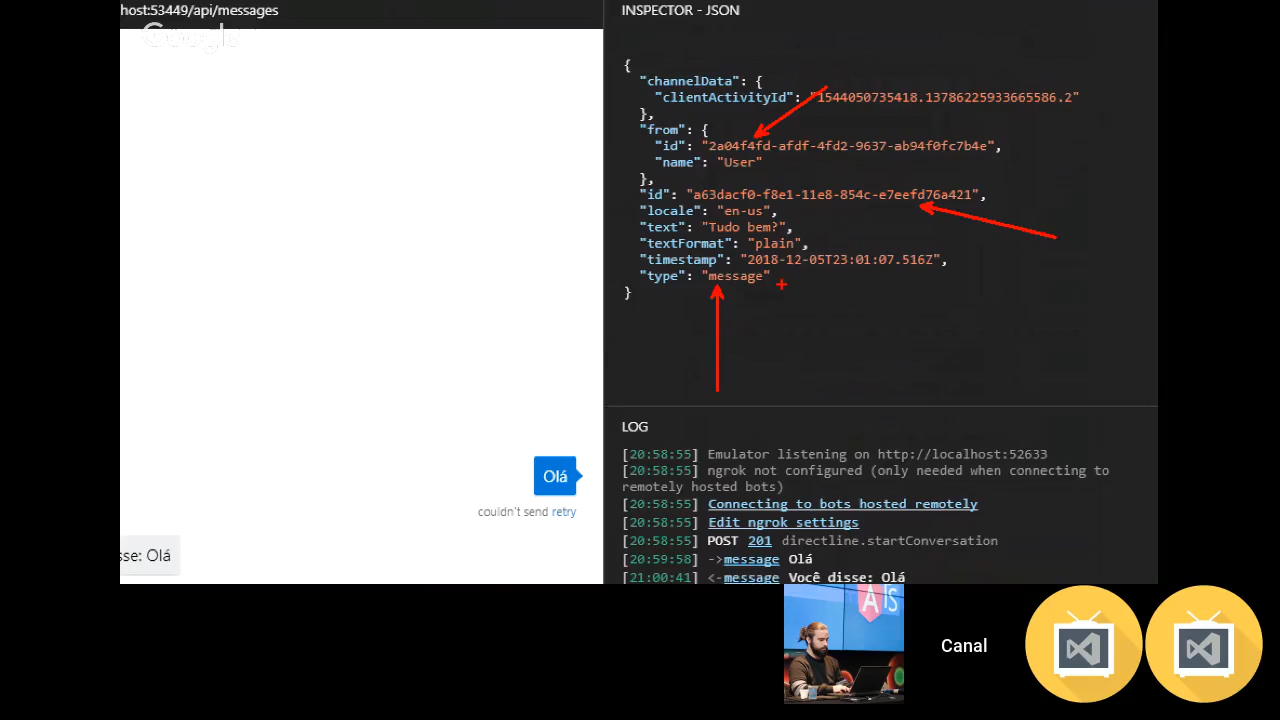 host:53449/api/messages
Google
Olá
couldn't send retry
sse: Olá
INSPECTOR - JSON
{
"channelData": {
"clientActivityId": "1544050735418.13786225933665586.2"
},
"from": {
"id": "2a04f4fd-afdf-4fd2-9637-ab94f0fc7b4e",
"name": "User"
},
"id": "a63dacf0-f8e1-11e8-854c-e7eefd76a421",
"locale": "en-us",
"text": "Tudo bem?",
"textFormat": "plain",
"timestamp": "2018-12-05T23:01:07.516Z",
"type": "message"
}
LOG
[20:58:55] Emulator listening on http://localhost:52633
[20:58:55] ngrok not configured (only needed when connecting to
remotely hosted bots)
[20:58:55] Connecting to bots hosted remotely
[20:58:55] Edit ngrok settings
[20:58:55] POST 201 directline.startConversation
[20:59:58] ->message Olá
[21:00:41] <-message Você disse: Olá
Canal